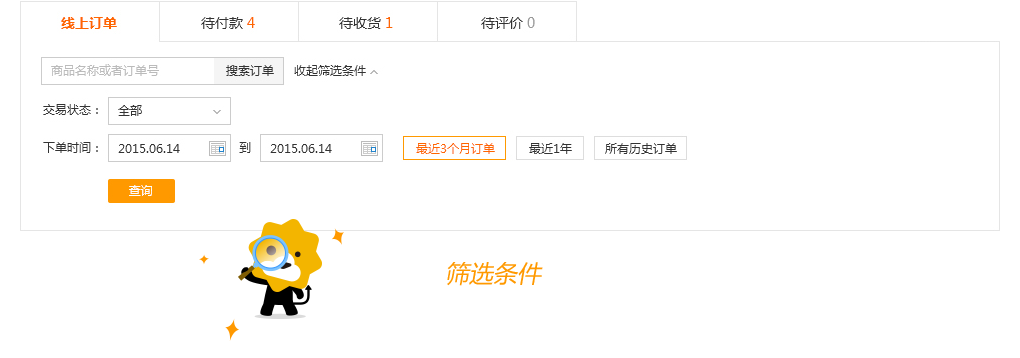 线上订单 待付款 4 待收货 1 待评价 0
商品名称或者订单号 搜索订单 收起筛选条件
交易状态： 全部
下单时间： 2015.06.14 到 2015.06.14 最近3个月订单 最近1年 所有历史订单
查询
筛选条件